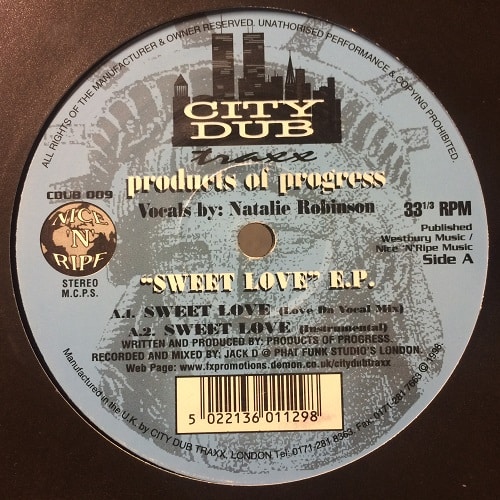 ALL RIGHTS OF THE MANUFACTURER & OWNER RESERVED. UNAUTHORISED PERFORMANCE & COPYING PROHIBITED.
CITY
DUB
traxx
CDUB 009
products of progress
Vocals by: Natalie Robinson
33 1/3 RPM
NICE
'N'
RIPE
Published
Westbury Music /
Nice "N"Ripe Music
Side A
STEREO
M.C.P.S.
"SWEET LOVE" E.P.
A.1. SWEET LOVE (Love Da Vocal Mix)
A.2. SWEET LOVE (Instrumental)
WRITTEN AND PRODUCED BY: PRODUCTS OF PROGRESS.
RECORDED AND MIXED BY: JACK D @ PHAT FUNK STUDIO'S LONDON.
Web Page: www.fxpromotions.demon.co.uk/citydubtraxx
5 022136 011298
Manufactured in the U.K. by CITY DUB TRAXX, LONDON Tel: 0171-281 8363. Fax: 0171-281 7663 © 1998.